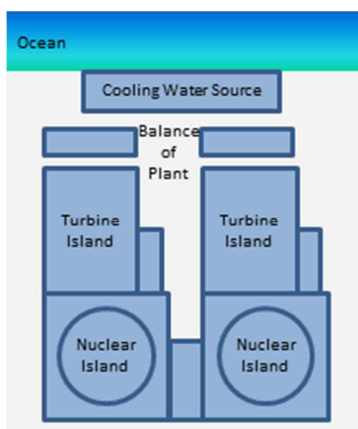 Ocean
Cooling Water Source
Balance
of
Plant
Turbine
Island
Turbine
Island
Nuclear
Island
Nuclear
Island